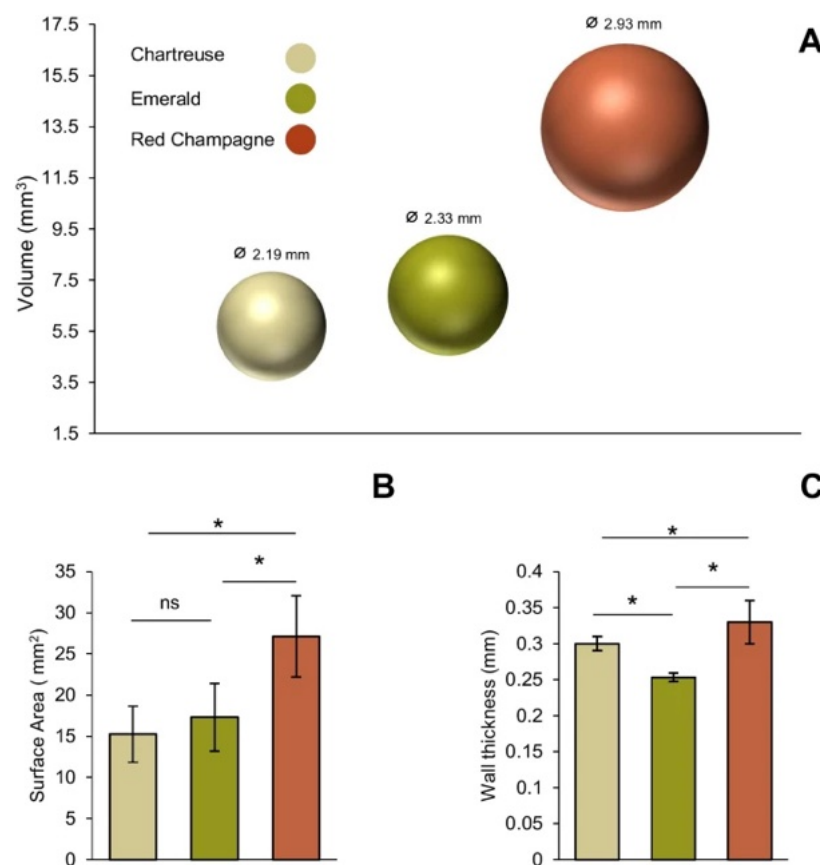 A
Volume (mm³)
17.5
15.5
13.5
11.5
9.5
7.5
5.5
3.5
1.5
Chartreuse
Emerald
Red Champagne
Ø 2.19 mm
Ø 2.33 mm
Ø 2.93 mm
B
Surface Area ( mm²)
35
30
25
20
15
10
5
0
ns
*
*
C
Wall thickness (mm)
0.4
0.35
0.3
0.25
0.2
0.15
0.1
0.05
0
*
*
*